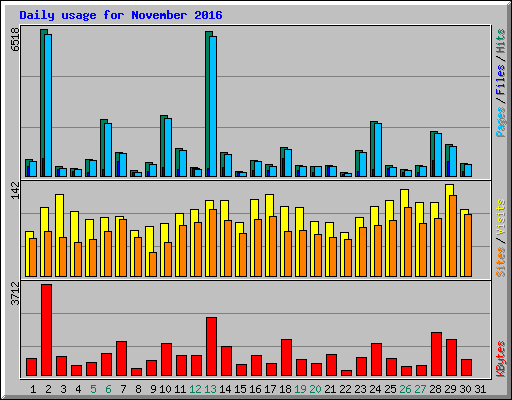 Daily usage for November 2016
6518
Pages / Files / Hits
142
Sites / Visits
3712
KBytes
1 2 3 4 5 6 7 8 9 10 11 12 13 14 15 16 17 18 19 20 21 22 23 24 25 26 27 28 29 30 31